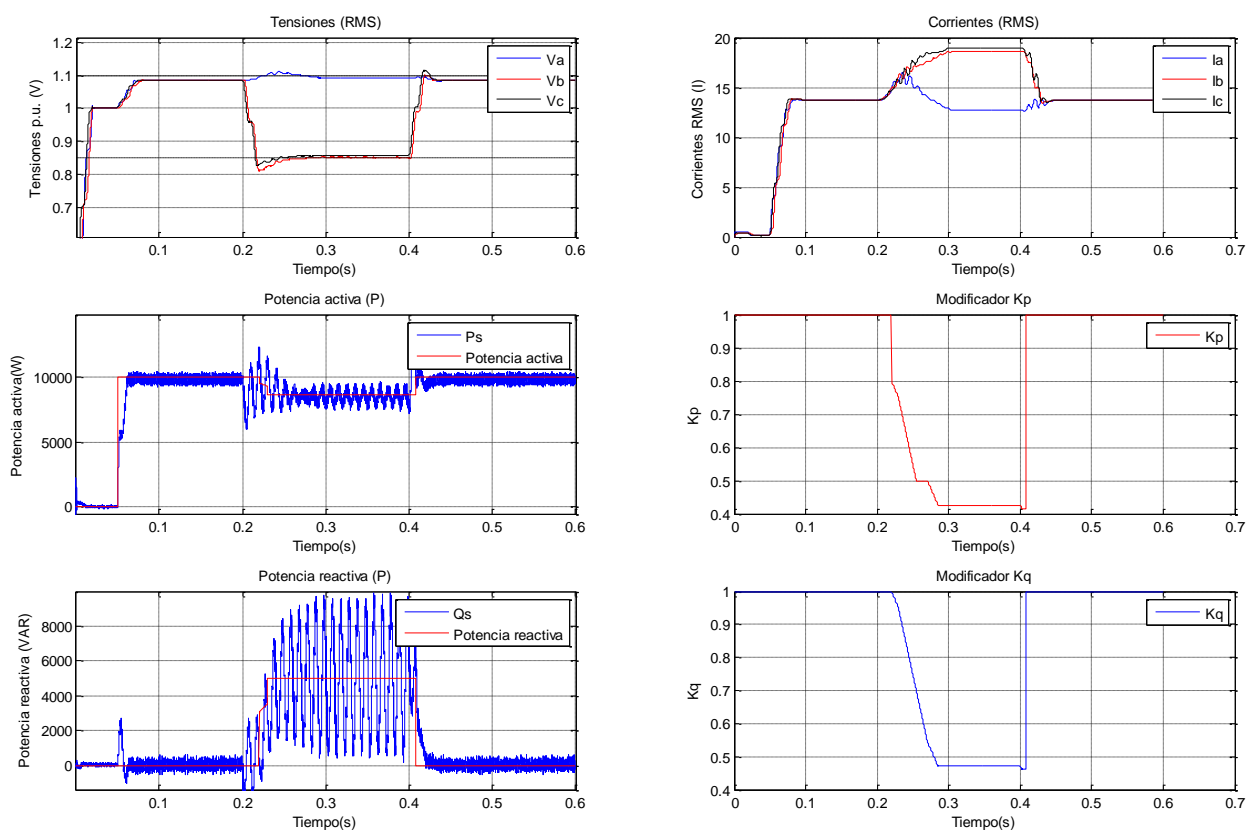 Tensiones (RMS)
1.2
1.1
1
0.9
0.8
0.7
Tensiones p.u. (V)
Va
Vb
Vc
0.1 0.2 0.3 0.4 0.5 0.6
Tiempo(s)
Corrientes (RMS)
20
15
10
5
0
Corrientes RMS (I)
Ia
Ib
Ic
0 0.1 0.2 0.3 0.4 0.5 0.6 0.7
Tiempo(s)
Potencia activa (P)
10000
5000
0
Potencia activa(W)
Ps
Potencia activa
0.1 0.2 0.3 0.4 0.5 0.6
Tiempo(s)
Modificador Kp
1
0.9
0.8
0.7
0.6
0.5
0.4
Kp
Kp
0 0.1 0.2 0.3 0.4 0.5 0.6 0.7
Tiempo(s)
Potencia reactiva (P)
8000
6000
4000
2000
0
Potencia reactiva (VAR)
Qs
Potencia reactiva
0.1 0.2 0.3 0.4 0.5 0.6
Tiempo(s)
Modificador Kq
1
0.9
0.8
0.7
0.6
0.5
0.4
Kq
Kq
0 0.1 0.2 0.3 0.4 0.5 0.6 0.7
Tiempo(s)